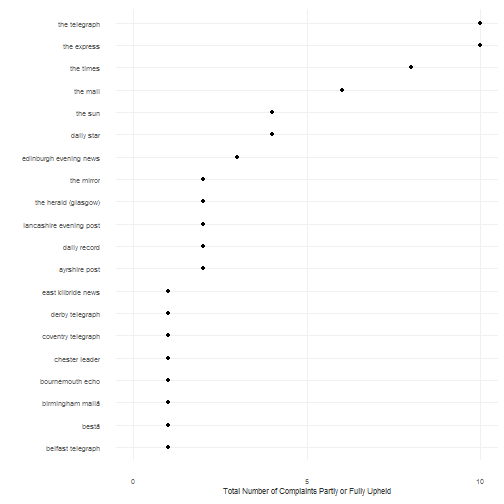 the telegraph
the express
the times
the mail
the sun
daily star
edinburgh evening news
the mirror
the herald (glasgow)
lancashire evening post
daily record
ayrshire post
east kilbride news
derby telegraph
coventry telegraph
chester leader
bournemouth echo
birmingham mailâ
bestâ
belfast telegraph
0 5 10
Total Number of Complaints Partly or Fully Upheld